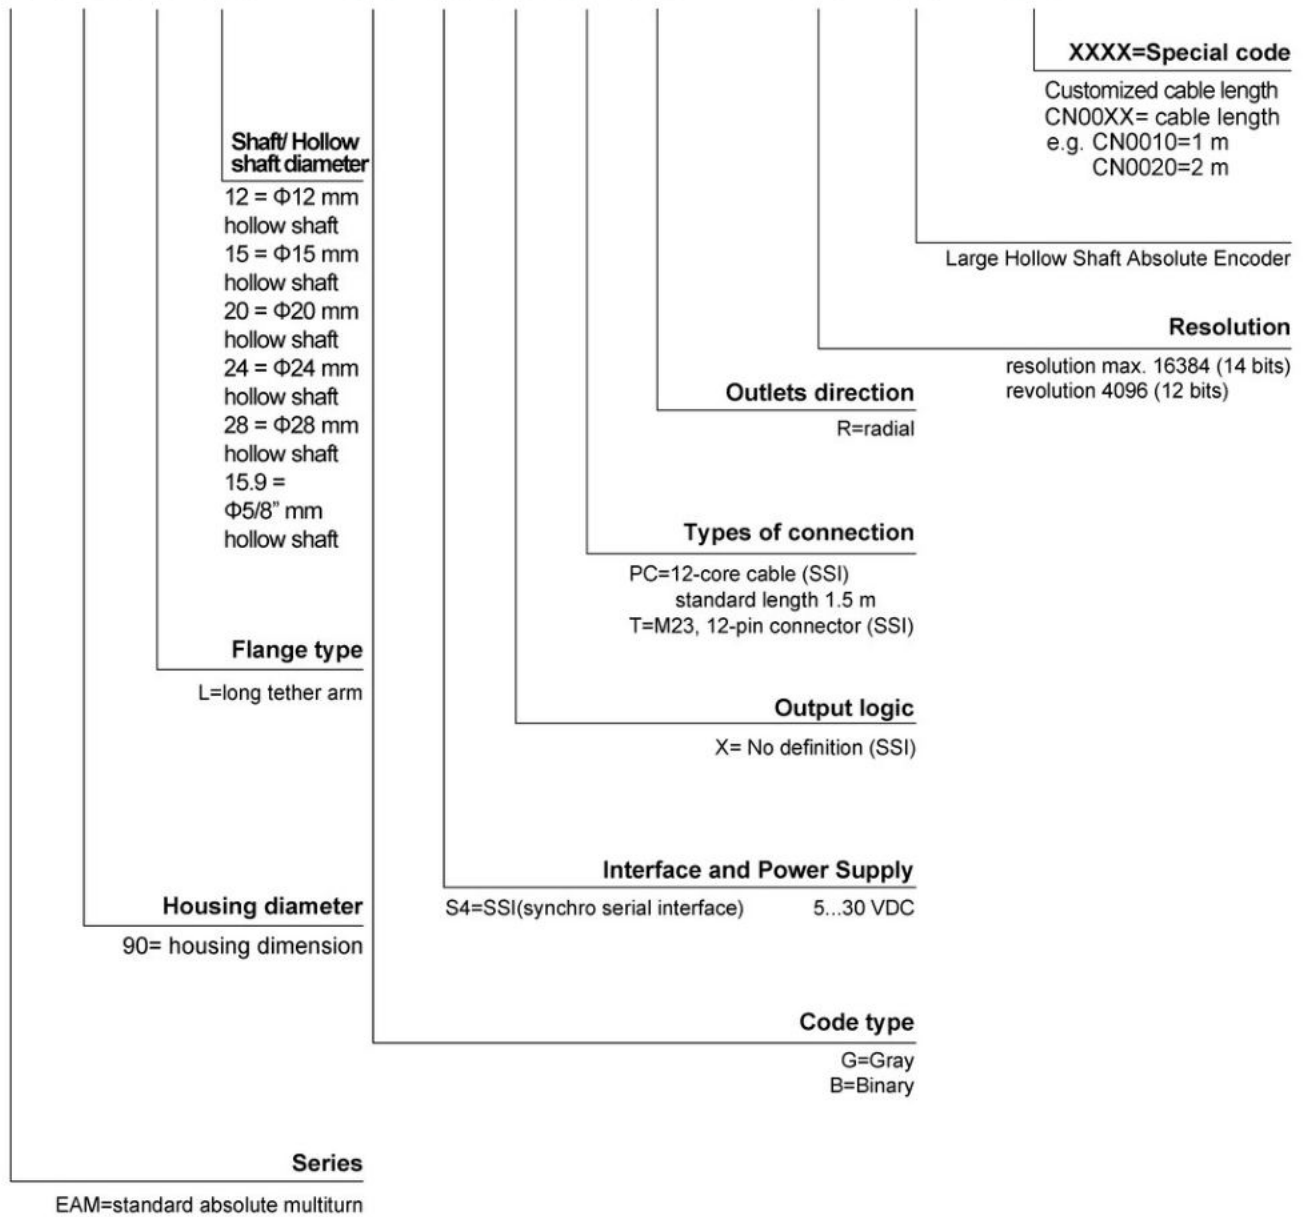 XXXX=Special code
Customized cable length
CN00XX= cable length
e.g. CN0010=1 m
CN0020=2 m
Shaft/ Hollow
shaft diameter
12 = Φ12 mm
hollow shaft
15 = Φ15 mm
hollow shaft
20 = Φ20 mm
hollow shaft
24 = Φ24 mm
hollow shaft
28 = Φ28 mm
hollow shaft
15.9 =
Φ5/8” mm
hollow shaft
Large Hollow Shaft Absolute Encoder
Resolution
resolution max. 16384 (14 bits)
revolution 4096 (12 bits)
Outlets direction
R=radial
Types of connection
PC=12-core cable (SSI)
standard length 1.5 m
T=M23, 12-pin connector (SSI)
Flange type
L=long tether arm
Output logic
X= No definition (SSI)
Interface and Power Supply
S4=SSI(synchro serial interface) 5...30 VDC
Housing diameter
90= housing dimension
Code type
G=Gray
B=Binary
Series
EAM=standard absolute multiturn